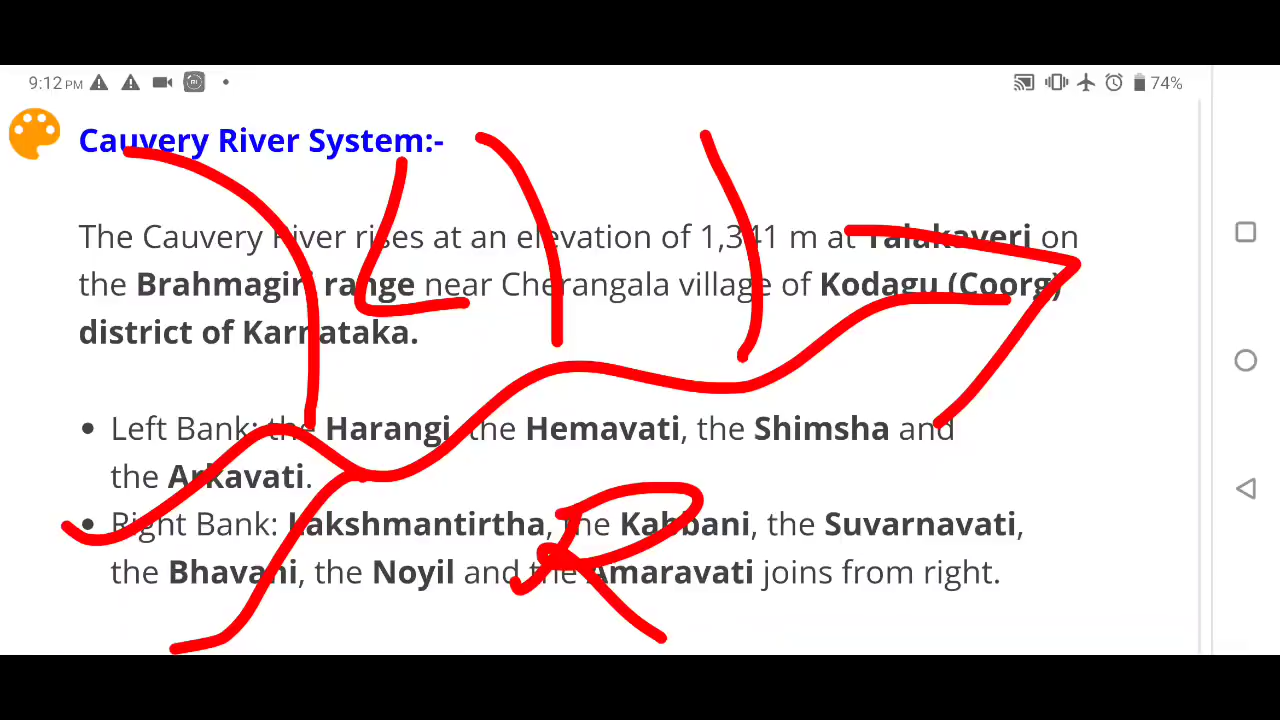 9:12 PM
74%
Cauvery River System:-
The Cauvery River rises at an elevation of 1,341 m at Talakaveri on
the Brahmagiri range near Cherangala village of Kodagu (Coorg)
district of Karnataka.
Left Bank: the Harangi, the Hemavati, the Shimsha and
the Arkavati.
Right Bank: Lakshmantirtha, the Kabbani, the Suvarnavati,
the Bhavani, the Noyil and the Amaravati joins from right.
L
R